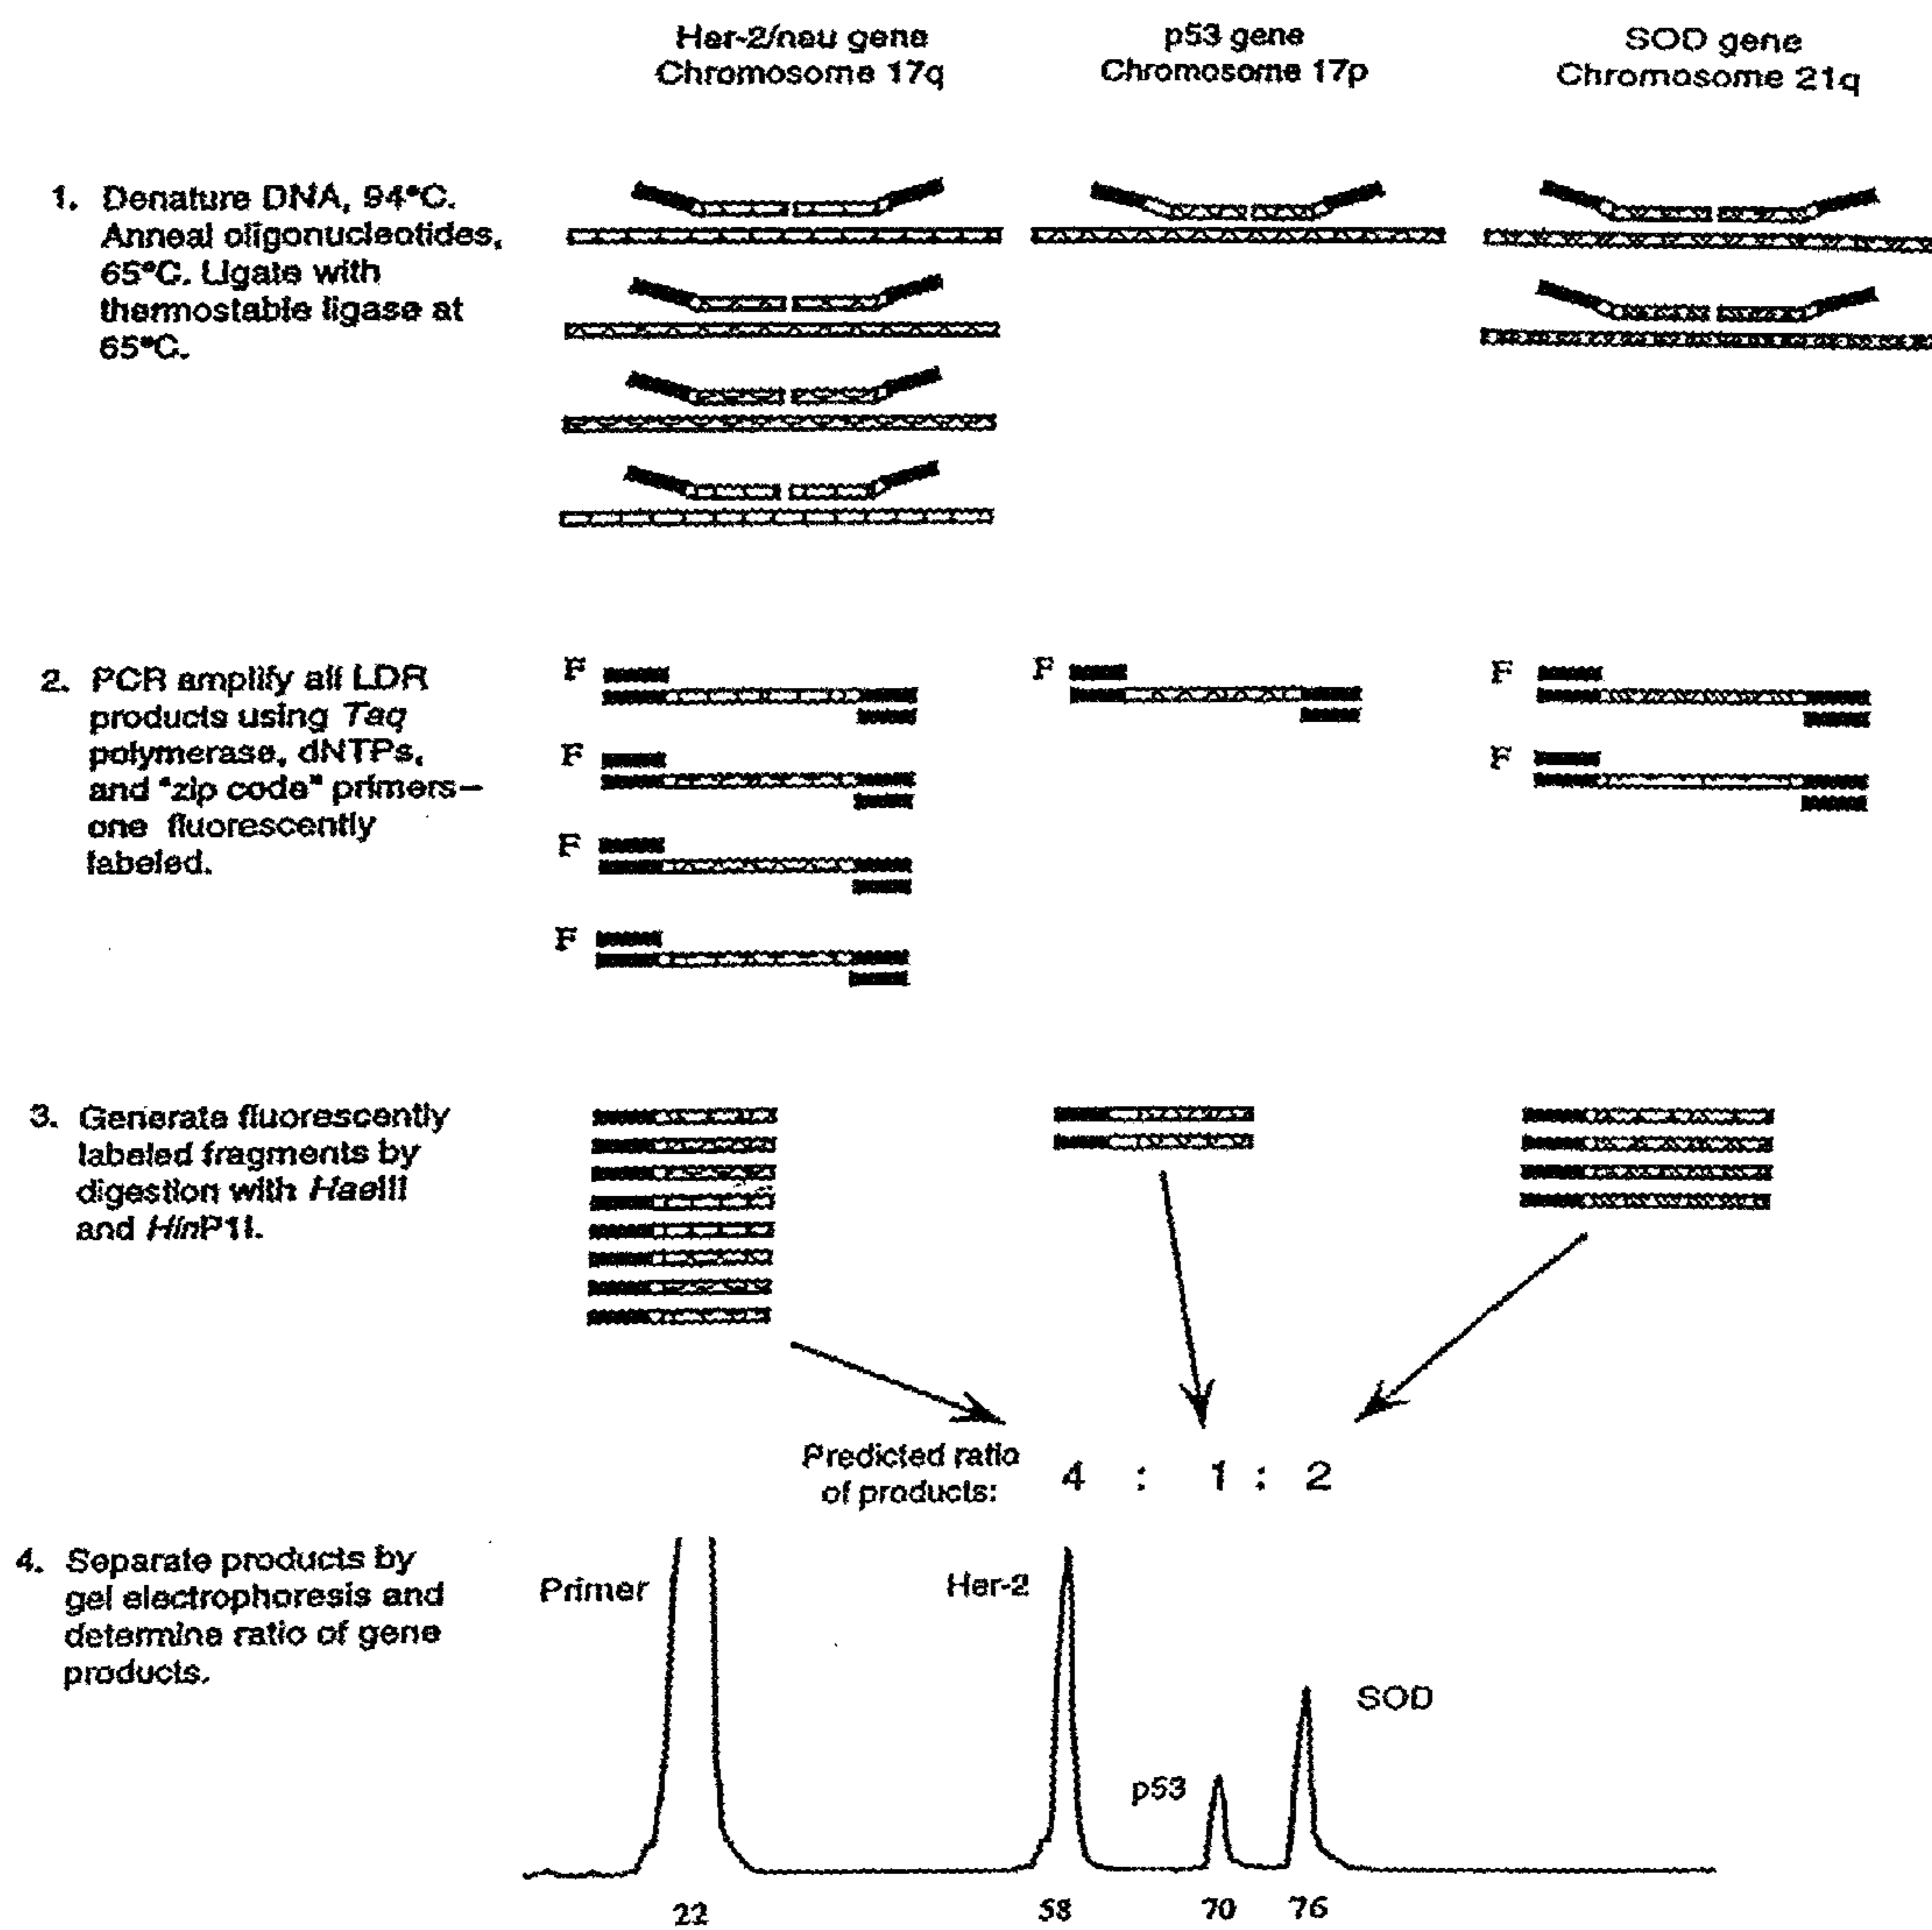 Her-2/neu gene
Chromosome 17q
p53 gene
Chromosome 17p
SOD gene
Chromosome 21q
1. Denature DNA, 94°C.
Anneal oligonucleotides,
65°C. Ligate with
thermostable ligase at
65°C.
2. PCR amplify all LDR
products using Taq
polymerase, dNTPs,
and "zip code" primers—
one fluorescently
labeled.
F
F
F
F
F
F
F
3. Generate fluorescently
labeled fragments by
digestion with HaeIII
and HinP1I.
Predicted ratio
of products:
4 : 1 : 2
4. Separate products by
gel electrophoresis and
determine ratio of gene
products.
Primer
Her-2
p53
SOD
22
58
70
76